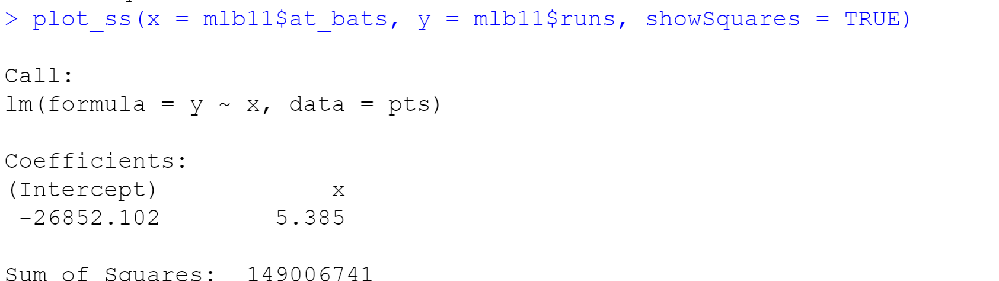 > plot_ss(x = mlb11$at_bats, y = mlb11$runs, showSquares = TRUE)
Call:
lm(formula = y ~ x, data = pts)
Coefficients:
(Intercept)            x
 -26852.102        5.385
Sum of Squares:  149006741